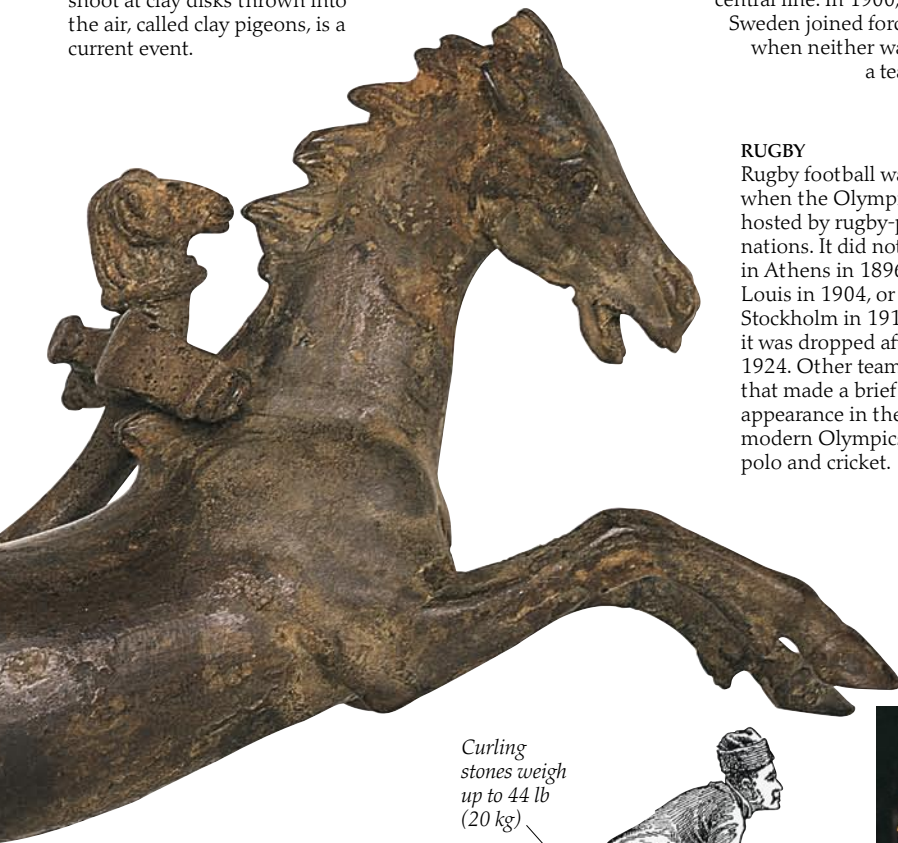 shoot at clay disks thrown into
the air, called clay pigeons, is a
current event.
central line. In 1900,
Sweden joined
when neither
a
RUGBY
Rugby football
when the
hosted by
nations. It did not
in Athens in 1896
Louis in 1904, or
Stockholm in
it was dropped
1924. Other
that made a brief
appearance in the
modern
polo and cricket.
Curling
stones weigh
up to 44 lb
(20 kg)